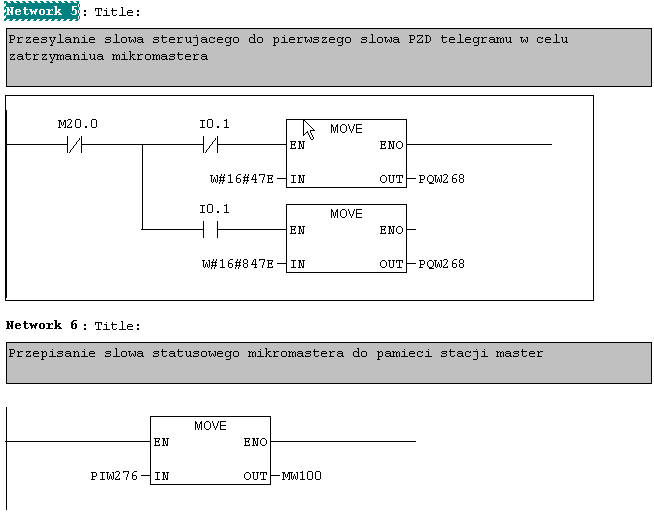 Network 5 : Title:
Przesylanie slowa sterujacego do pierwszego slowa PZD telegramu w celu
zatrzymaniua mikromastera
M20.0 I0.1
MOVE
EN ENO
W#16#47E IN OUT PQW268
I0.1
MOVE
EN ENO
W#16#847E IN OUT PQW268
Network 6 : Title:
Przepisanie slowa statusowego mikromastera do pamieci stacji master
MOVE
EN ENO
PIW276 IN OUT MW100